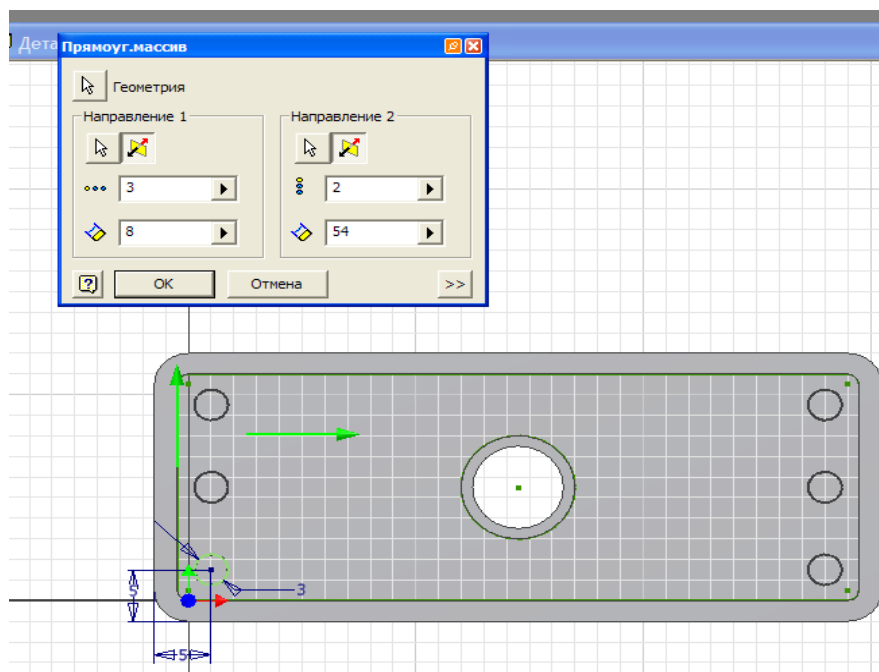 Дета
Прямоуг.массив
Геометрия
Направление 1
Направление 2
3
2
8
54
OK
Отмена
>>
3
5
5